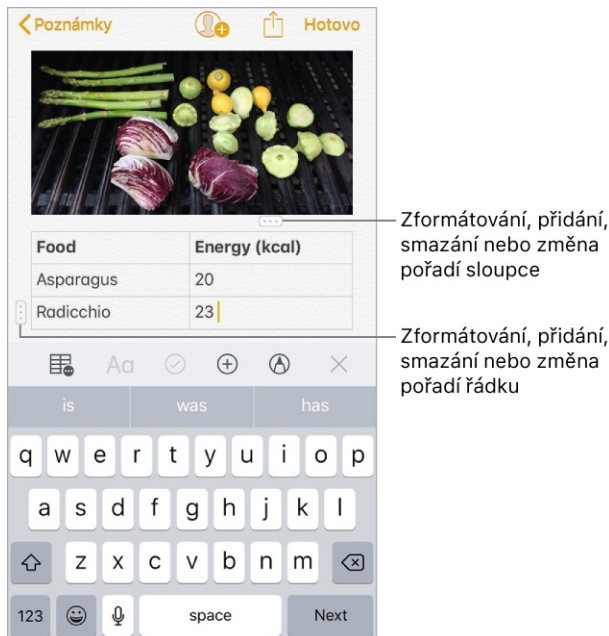 Poznámky
Hotovo
Zformátování, přidání,
smazání nebo změna
pořadí sloupce
Food Energy (kcal)
Asparagus 20
Radicchio 23
Zformátování, přidání,
smazání nebo změna
pořadí řádku
Aa
is was has
q w e r t y u i o p
a s d f g h j k l
z x c v b n m
123 space Next